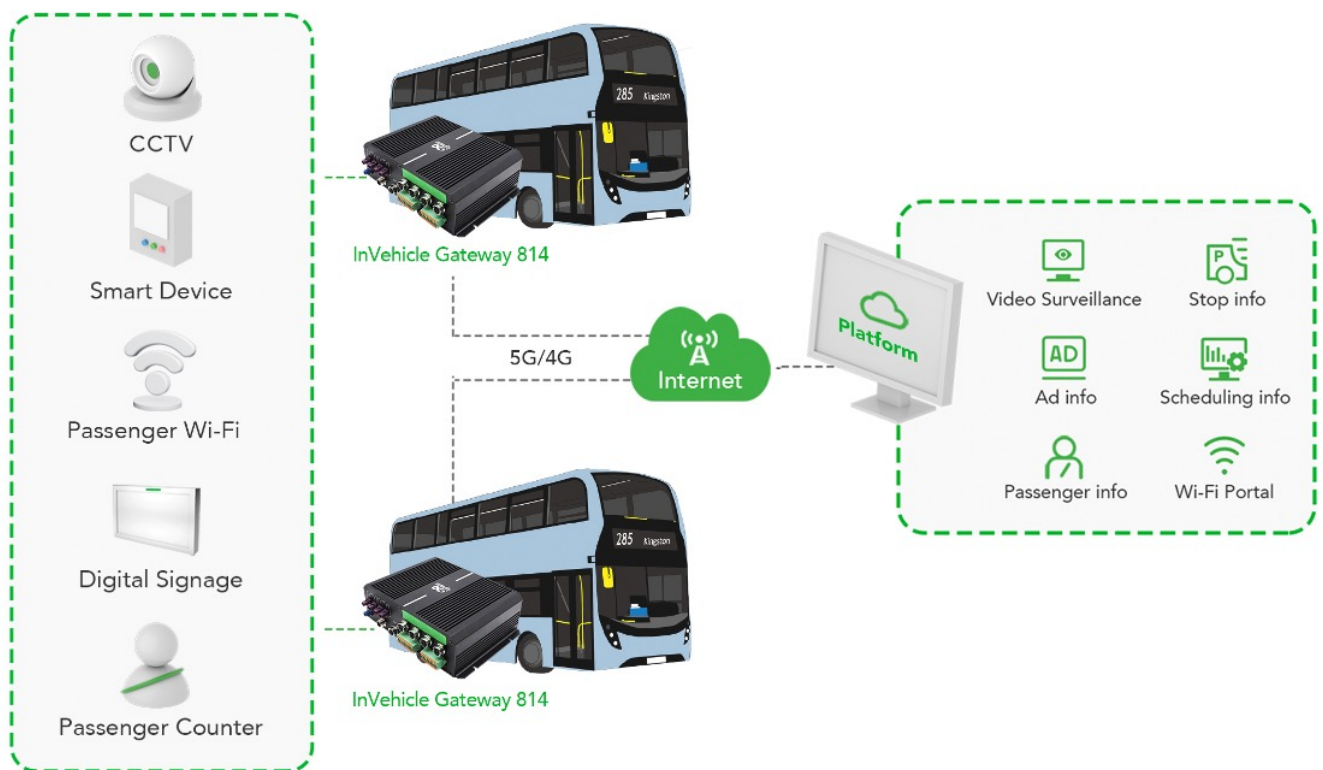 CCTV
Smart Device
Passenger Wi-Fi
Digital Signage
Passenger Counter
285 Kingston
InVehicle Gateway 814
5G/4G
285 Kingston
InVehicle Gateway 814
Internet
Platform
Video Surveillance
P
Stop info
AD
Ad info
Scheduling info
Passenger info
Wi-Fi Portal